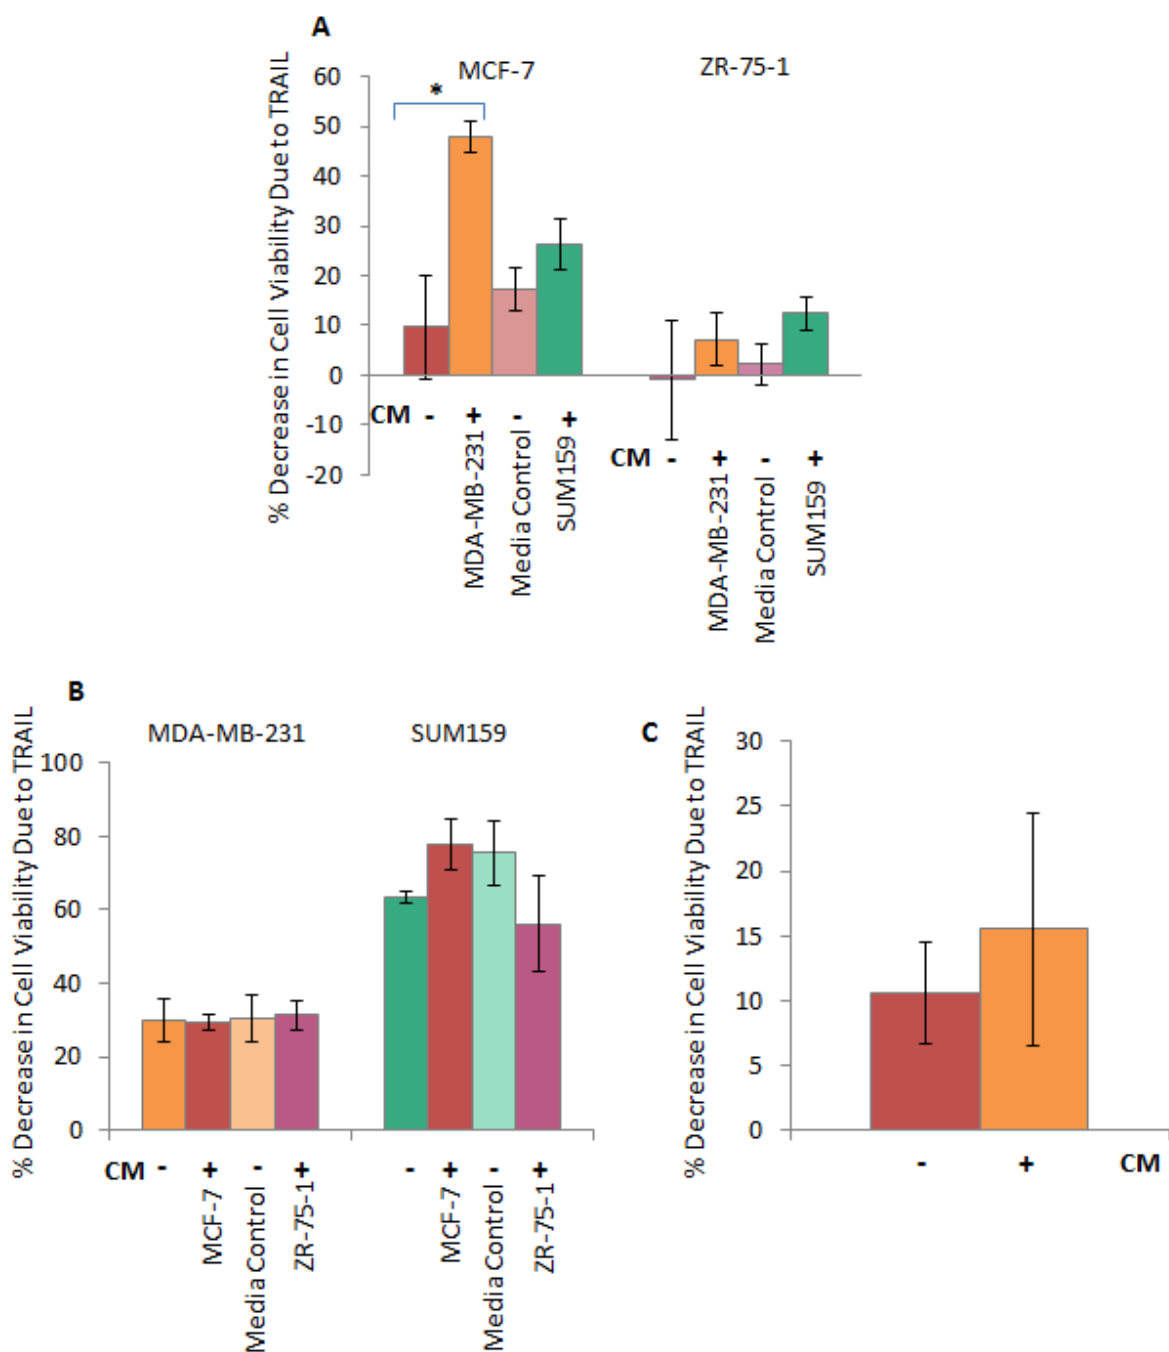 A
MCF-7
ZR-75-1
% Decrease in Cell Viability Due to TRAIL
60
50
40
30
20
10
0
-10
-20
*
CM - + - +
MDA-MB-231
Media Control
SUM159
CM - + - +
MDA-MB-231
Media Control
SUM159
B
MDA-MB-231
SUM159
% Decrease in Cell Viability Due to TRAIL
100
80
60
40
20
0
CM - + - +
MCF-7
Media Control
ZR-75-1
- + - +
MCF-7
Media Control
ZR-75-1
C
% Decrease in Cell Viability Due to TRAIL
30
25
20
15
10
5
0
- + CM